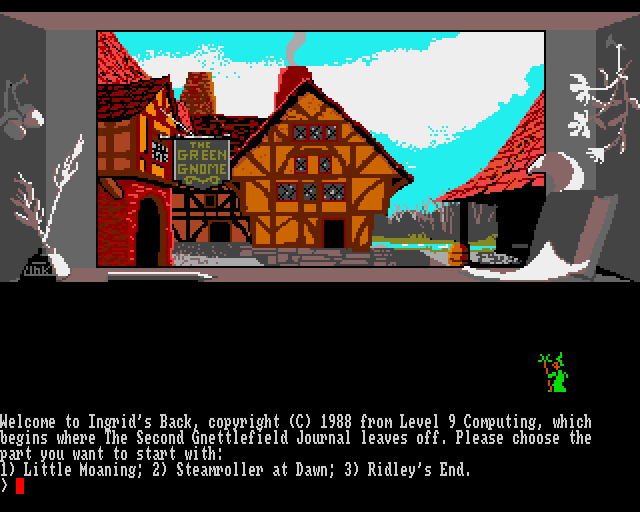 THE
GREEN
GNOME
Ink
Welcome to Ingrid's Back, copyright (C) 1988 from Level 9 Computing, which
begins where The Second Gnettlefield Journal leaves off. Please choose the
part you want to start with:
1) Little Moaning; 2) Steamroller at Dawn; 3) Ridley's End.
>